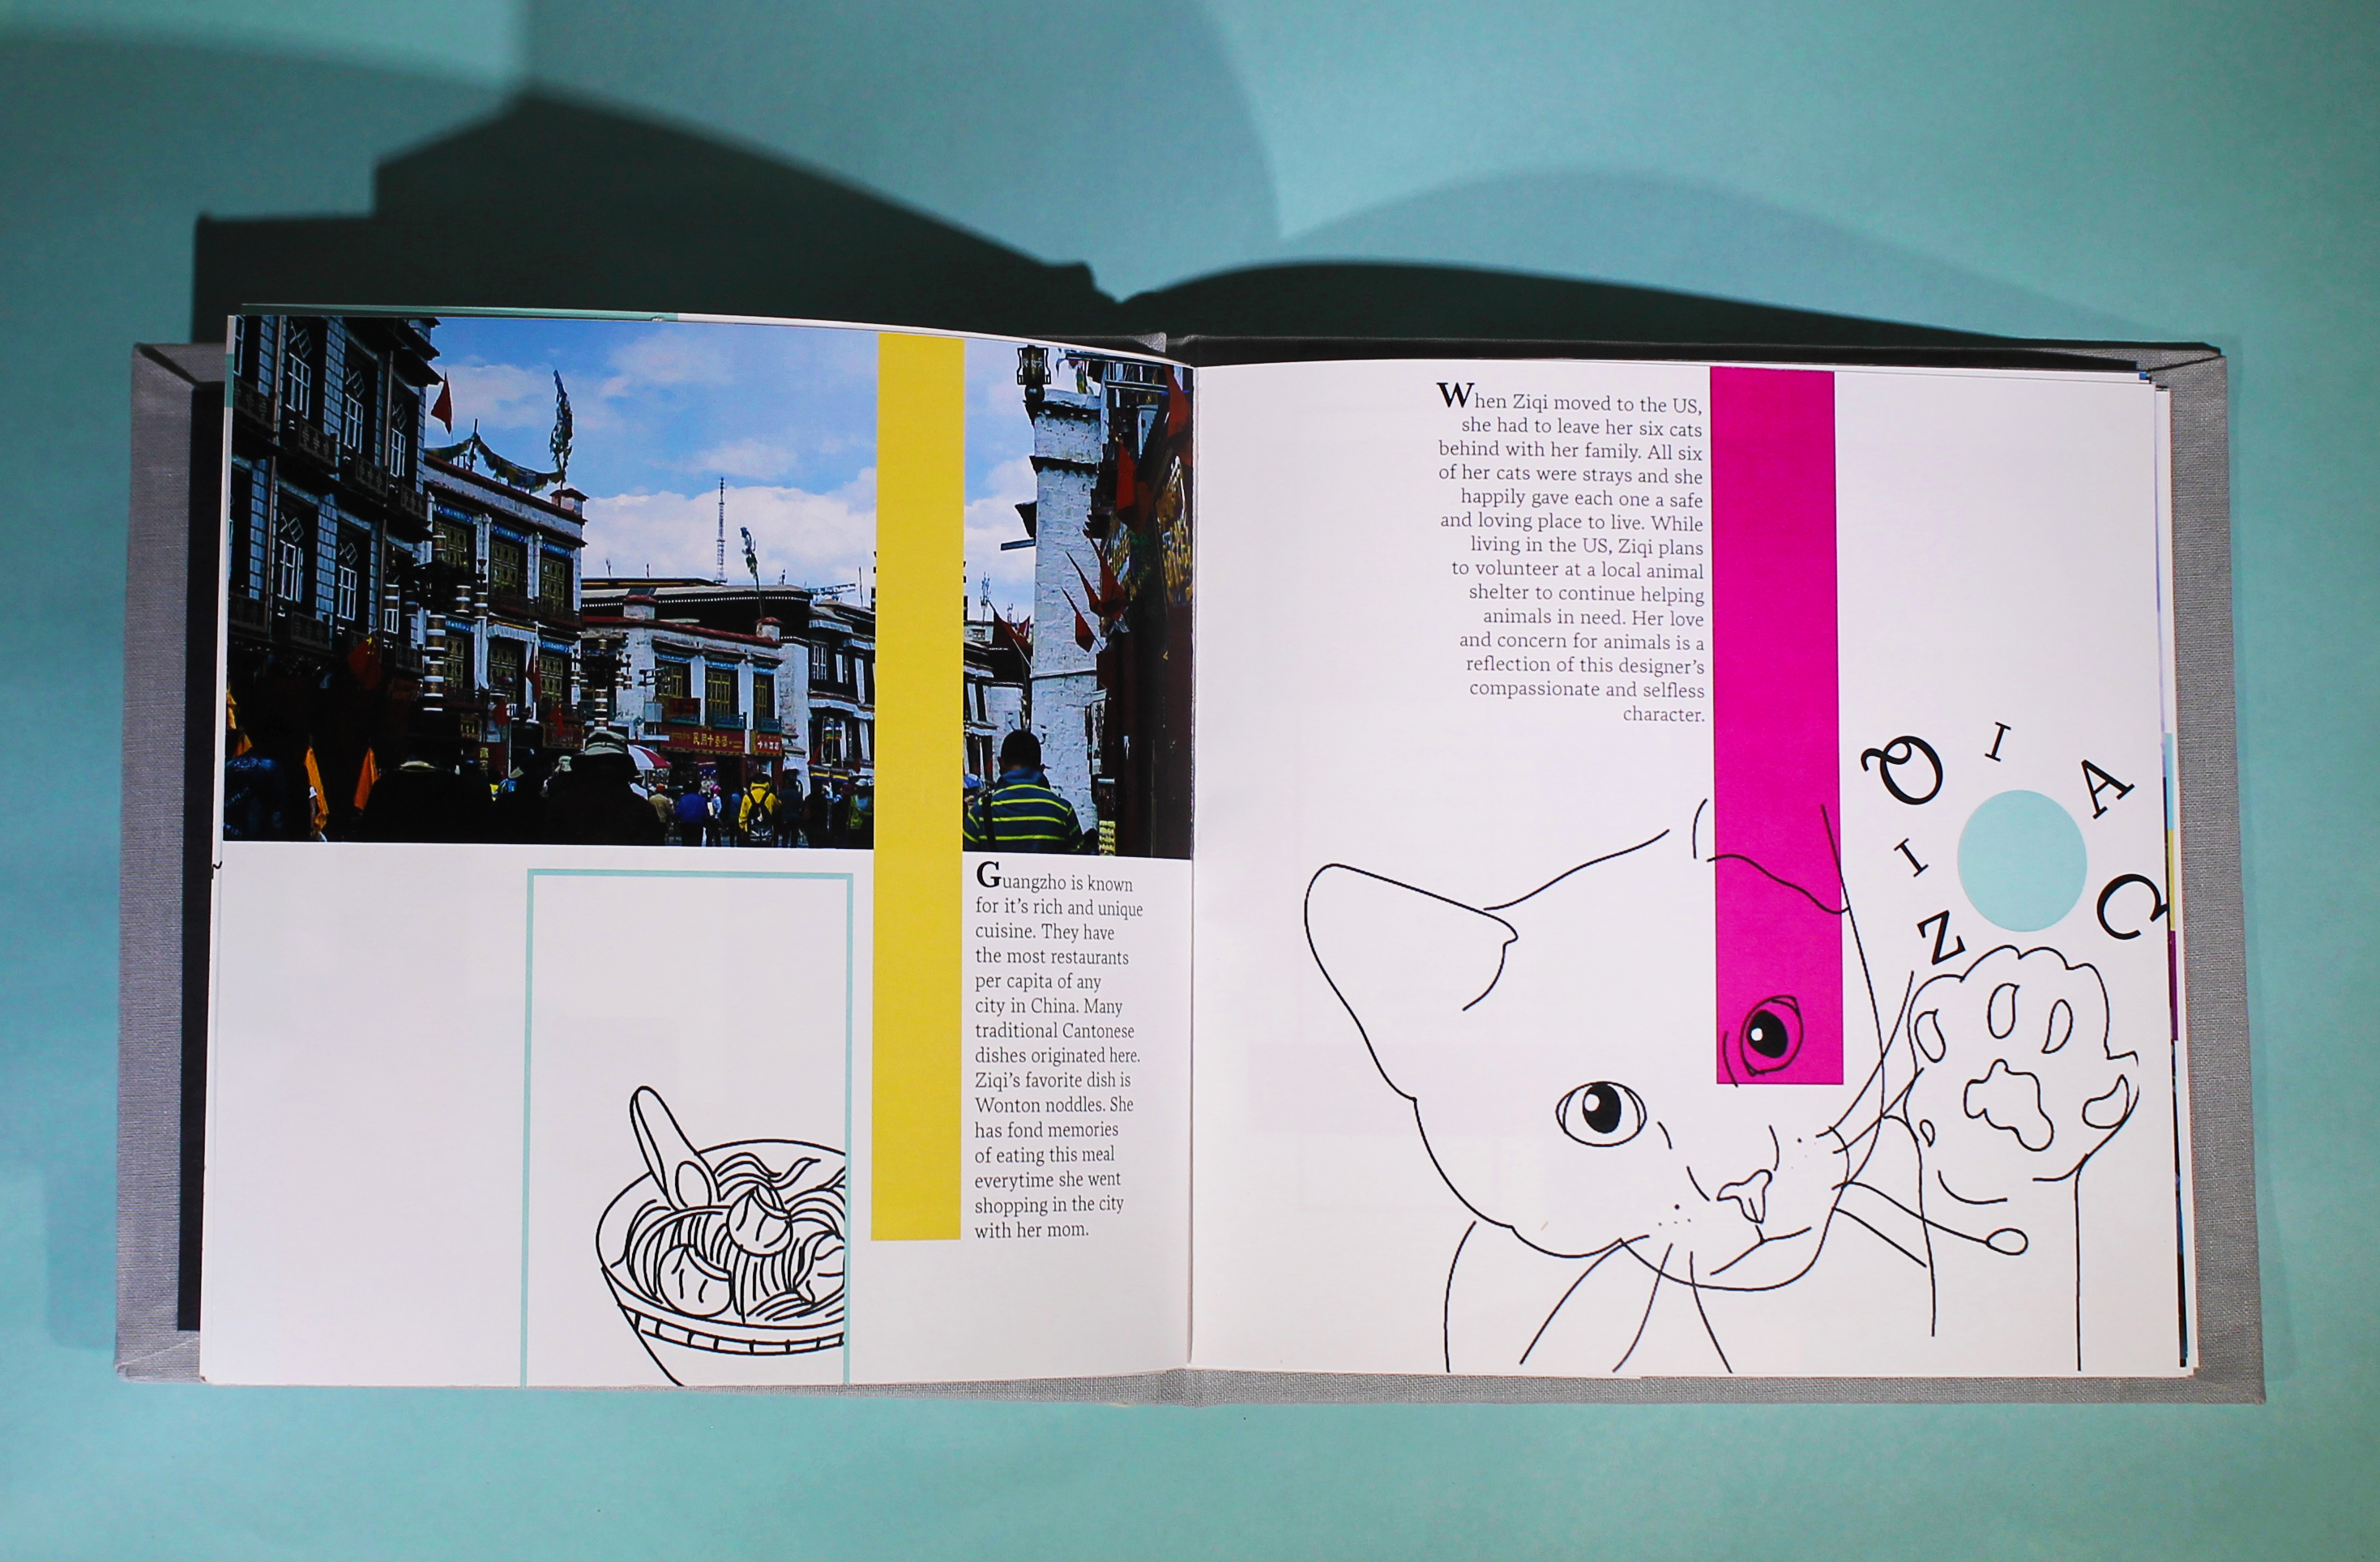 Guangzho is known
for it's rich and unique
cuisine. They have
the most restaurants
per capita of any
city in China. Many
traditional Cantonese
dishes originated here.
Ziqi's favorite dish is
Wonton noddles. She
has fond memories
of eating this meal
everytime she went
shopping in the city
with her mom.
When Ziqi moved to the US,
she had to leave her six cats
behind with her family. All six
of her cats were strays and she
happily gave each one a safe
and loving place to live. While
living in the US, Ziqi plans
to volunteer at a local animal
shelter to continue helping
animals in need. Her love
and concern for animals is a
reflection of this designer's
compassionate and selfless
character.
ZIQI AC